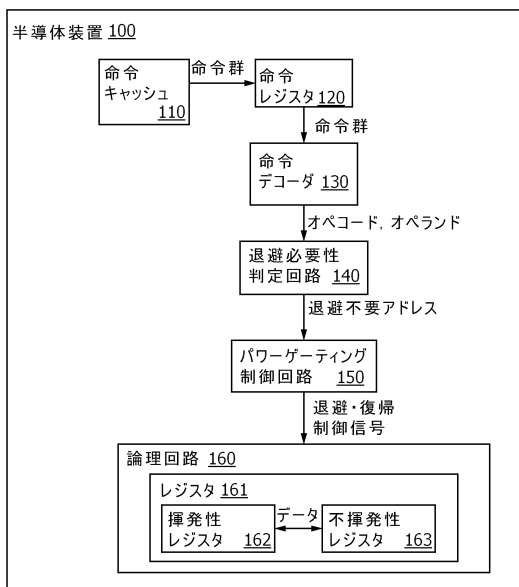 半導体装置 100
命令
キャッシュ
110
命令群
命令
レジスタ 120
命令群
命令
デコーダ 130
オペコード, オペランド
退避必要性
判定回路 140
退避不要アドレス
パワーゲーティング
制御回路 150
退避・復帰
制御信号
論理回路 160
レジスタ 161
揮発性
レジスタ 162
データ
不揮発性
レジスタ 163